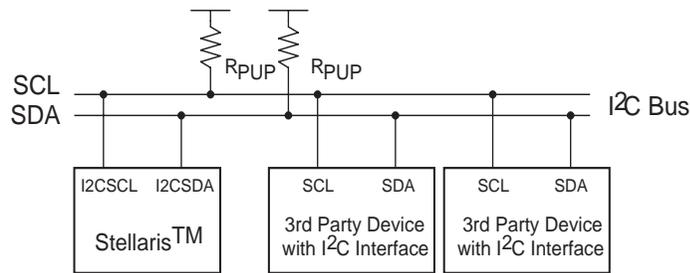 RPUP RPUP
SCL
SDA
I2C Bus
I2CSCL I2CSDA
StellarisTM
SCL SDA
3rd Party Device
with I2C Interface
SCL SDA
3rd Party Device
with I2C Interface